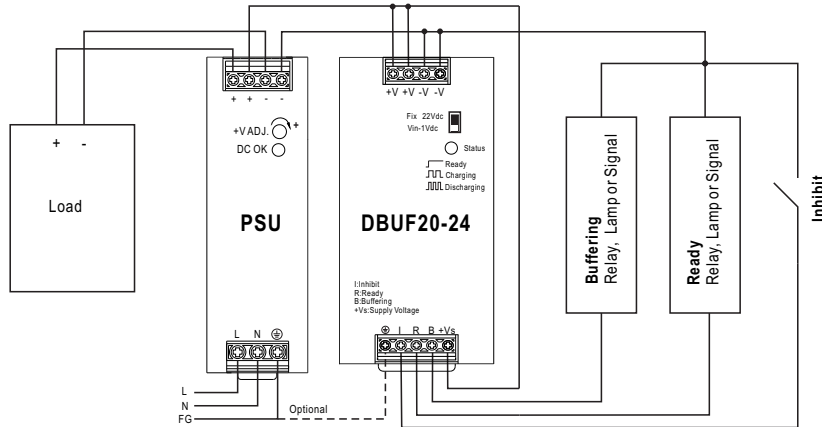 + + - -
+V +V -V -V
Fix 22Vdc
Vin-1Vdc
+V ADJ.
+
DC OK
Status
Ready
Charging
Discharging
+ -
Load
PSU
DBUF20-24
Buffering
Relay, Lamp or Signal
Ready
Relay, Lamp or Signal
Inhibit
I:Inhibit
R:Ready
B:Buffering
+Vs:Supply Voltage
L N
I R B +Vs
L
N
FG
Optional